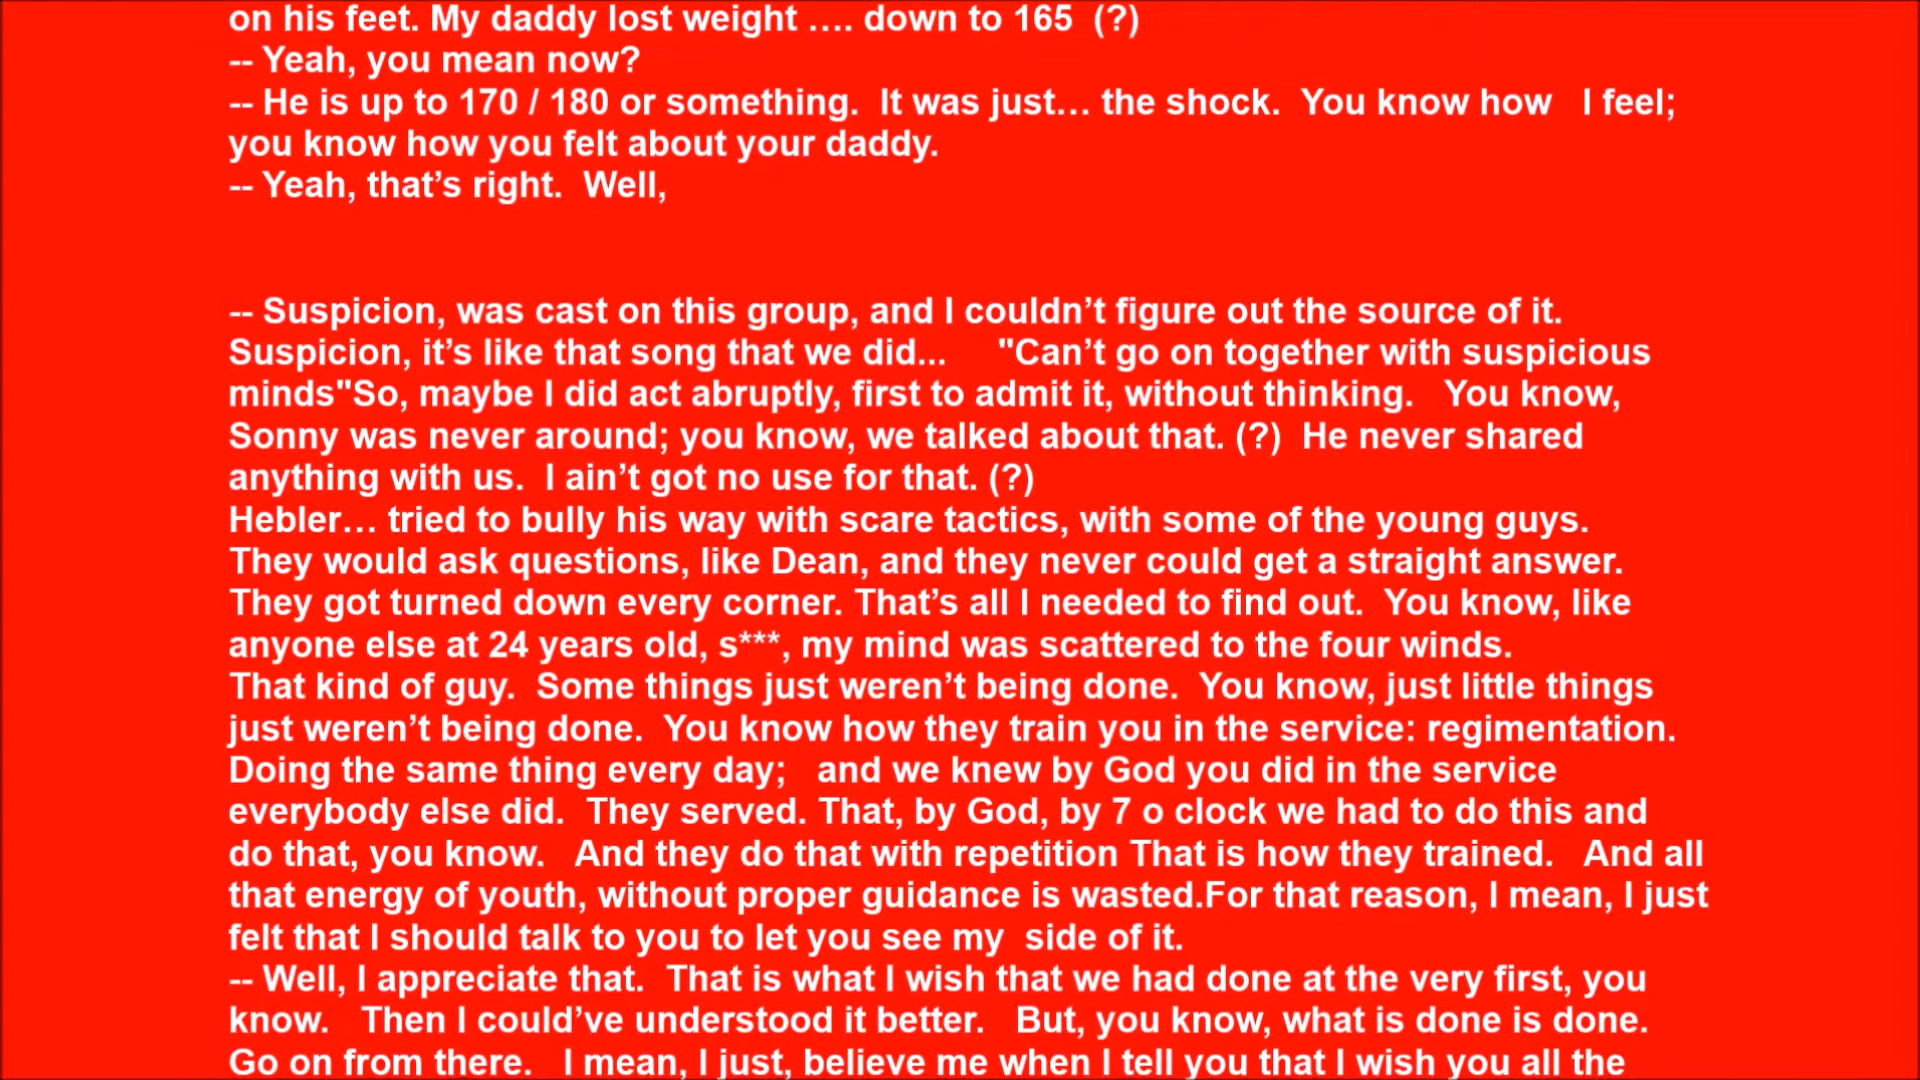 on his feet. My daddy lost weight …. down to 165  (?)
-- Yeah, you mean now?
-- He is up to 170 / 180 or something.  It was just… the shock.  You know how   I feel;
you know how you felt about your daddy.
-- Yeah, that’s right.  Well,
-- Suspicion, was cast on this group, and I couldn’t figure out the source of it.
Suspicion, it’s like that song that we did...     "Can’t go on together with suspicious
minds"So, maybe I did act abruptly, first to admit it, without thinking.   You know,
Sonny was never around; you know, we talked about that. (?)  He never shared
anything with us.  I ain’t got no use for that. (?)
Hebler… tried to bully his way with scare tactics, with some of the young guys.
They would ask questions, like Dean, and they never could get a straight answer.
They got turned down every corner. That’s all I needed to find out.  You know, like
anyone else at 24 years old, s***, my mind was scattered to the four winds.
That kind of guy.  Some things just weren’t being done.  You know, just little things
just weren’t being done.  You know how they train you in the service: regimentation.
Doing the same thing every day;   and we knew by God you did in the service
everybody else did.  They served. That, by God, by 7 o clock we had to do this and
do that, you know.   And they do that with repetition That is how they trained.   And all
that energy of youth, without proper guidance is wasted.For that reason, I mean, I just
felt that I should talk to you to let you see my  side of it.
-- Well, I appreciate that.  That is what I wish that we had done at the very first, you
know.   Then I could’ve understood it better.   But, you know, what is done is done.
Go on from there.   I mean, I just, believe me when I tell you that I wish you all the